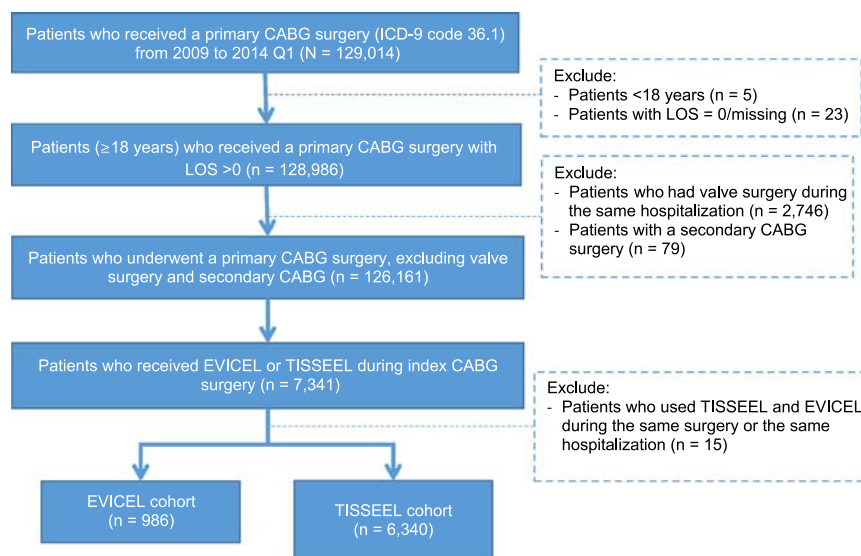 Patients who received a primary CABG surgery (ICD-9 code 36.1)
from 2009 to 2014 Q1 (N = 129,014)
Exclude:
- Patients <18 years (n = 5)
- Patients with LOS = 0/missing (n = 23)
Patients (≥18 years) who received a primary CABG surgery with
LOS >0 (n = 128,986)
Exclude:
- Patients who had valve surgery during
the same hospitalization (n = 2,746)
- Patients with a secondary CABG
surgery (n = 79)
Patients who underwent a primary CABG surgery, excluding valve
surgery and secondary CABG (n = 126,161)
Patients who received EVICEL or TISSEEL during index CABG
surgery (n = 7,341)
Exclude:
- Patients who used TISSEEL and EVICEL
during the same surgery or the same
hospitalization (n = 15)
EVICEL cohort
(n = 986)
TISSEEL cohort
(n = 6,340)